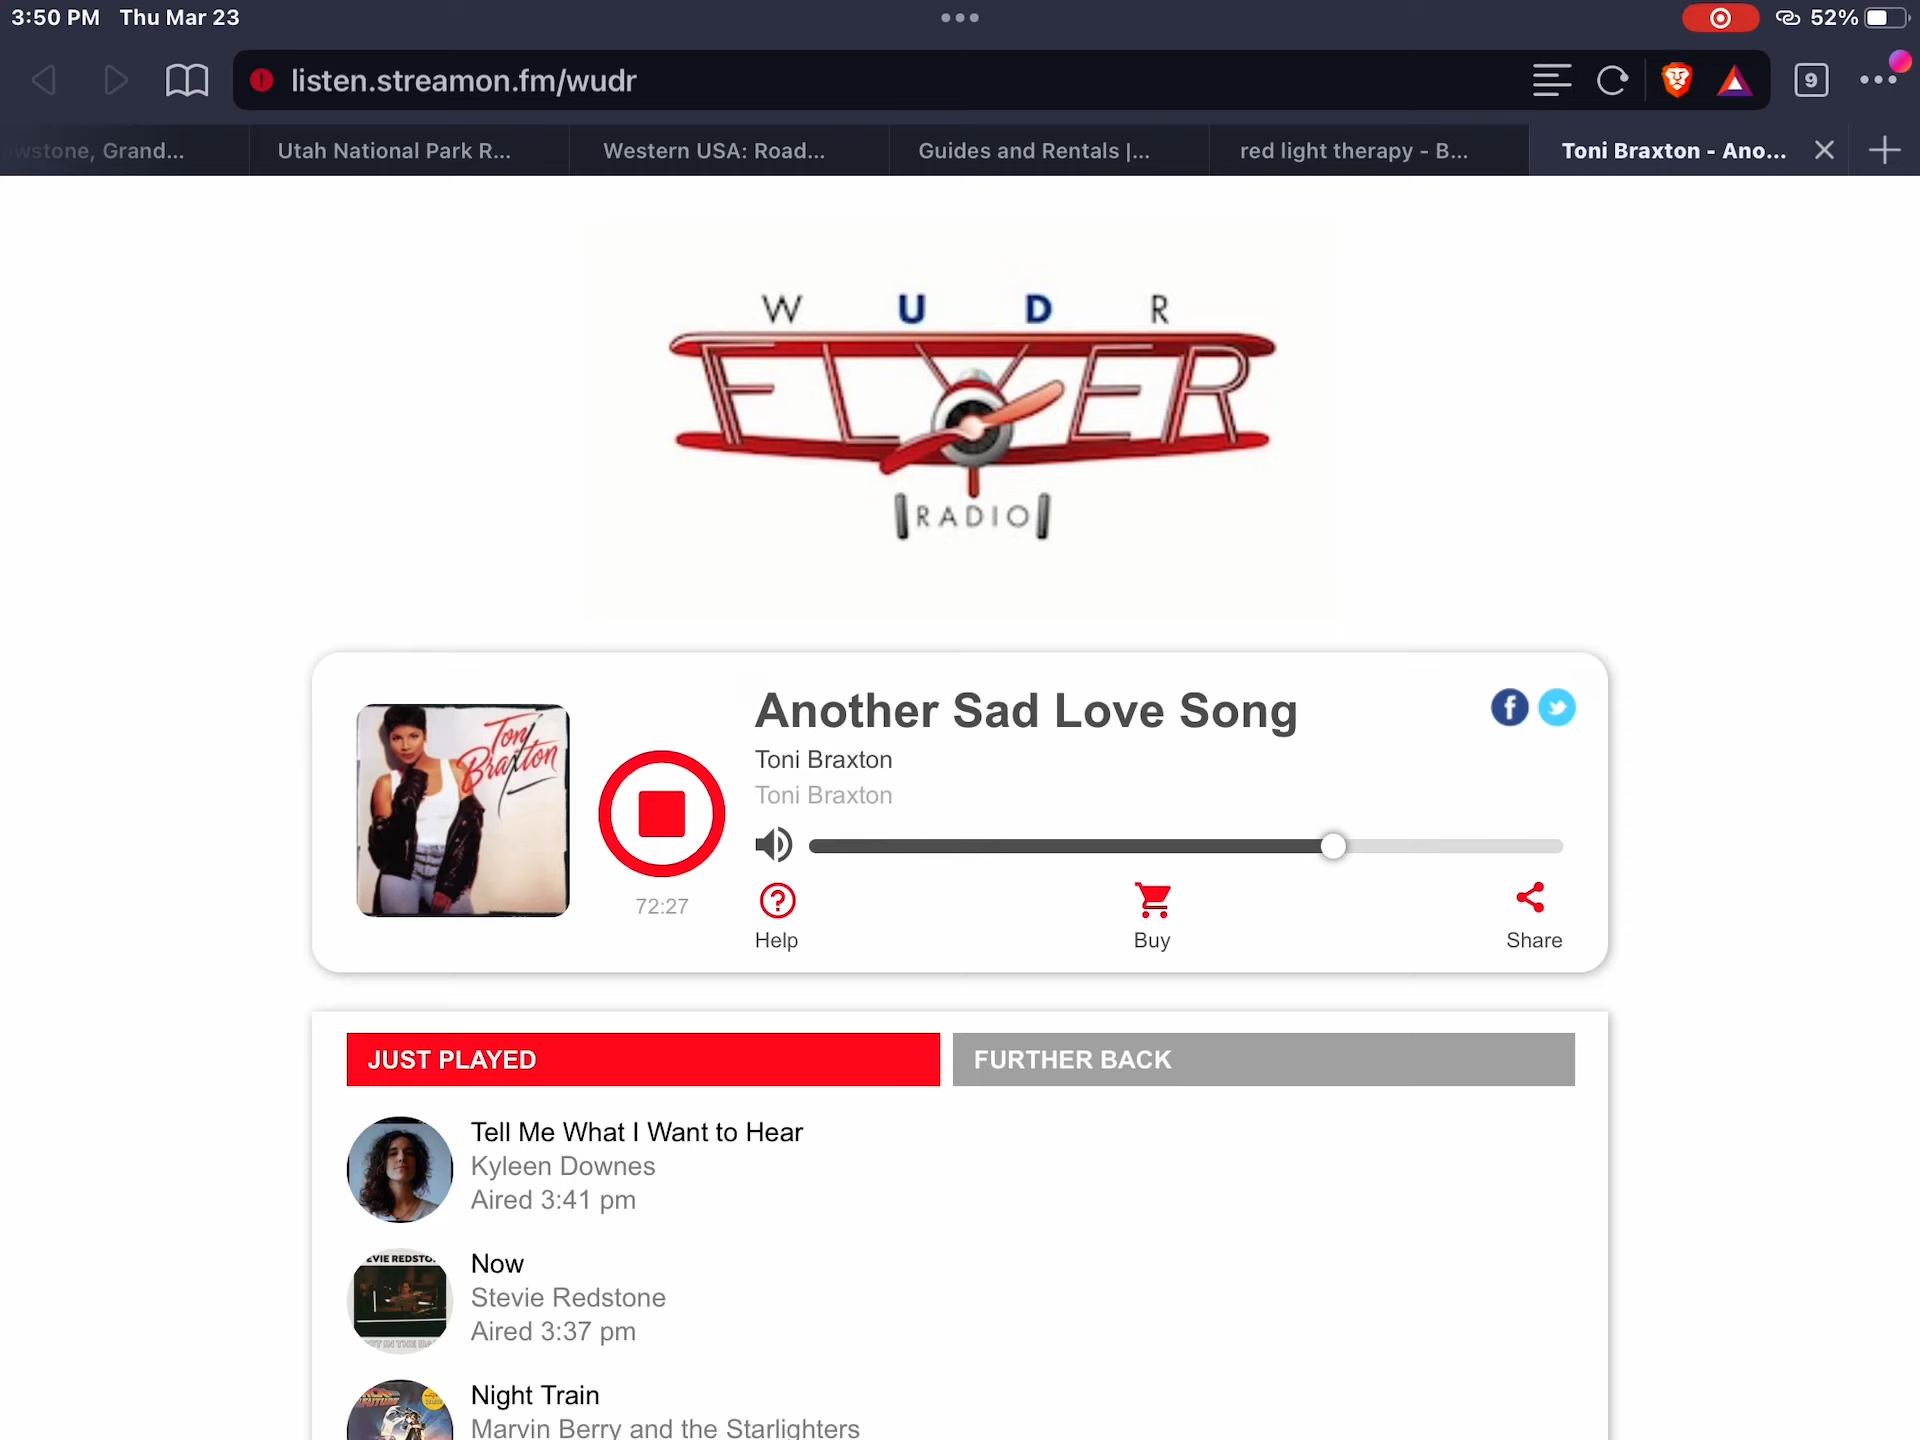 3:50 PM Thu Mar 23
52%
listen.streamon.fm/wudr
9
wstone, Grand...
Utah National Park R...
Western USA: Road...
Guides and Rentals |...
red light therapy - B...
Toni Braxton - Ano...
W U D R
FLYER
RADIO
Toni Braxton
72:27
Another Sad Love Song
Toni Braxton
Toni Braxton
Help
Buy
Share
JUST PLAYED
FURTHER BACK
Tell Me What I Want to Hear
Kyleen Downes
Aired 3:41 pm
EVIE REDSTO
Now
Stevie Redstone
Aired 3:37 pm
Night Train
Marvin Berry and the Starlighters